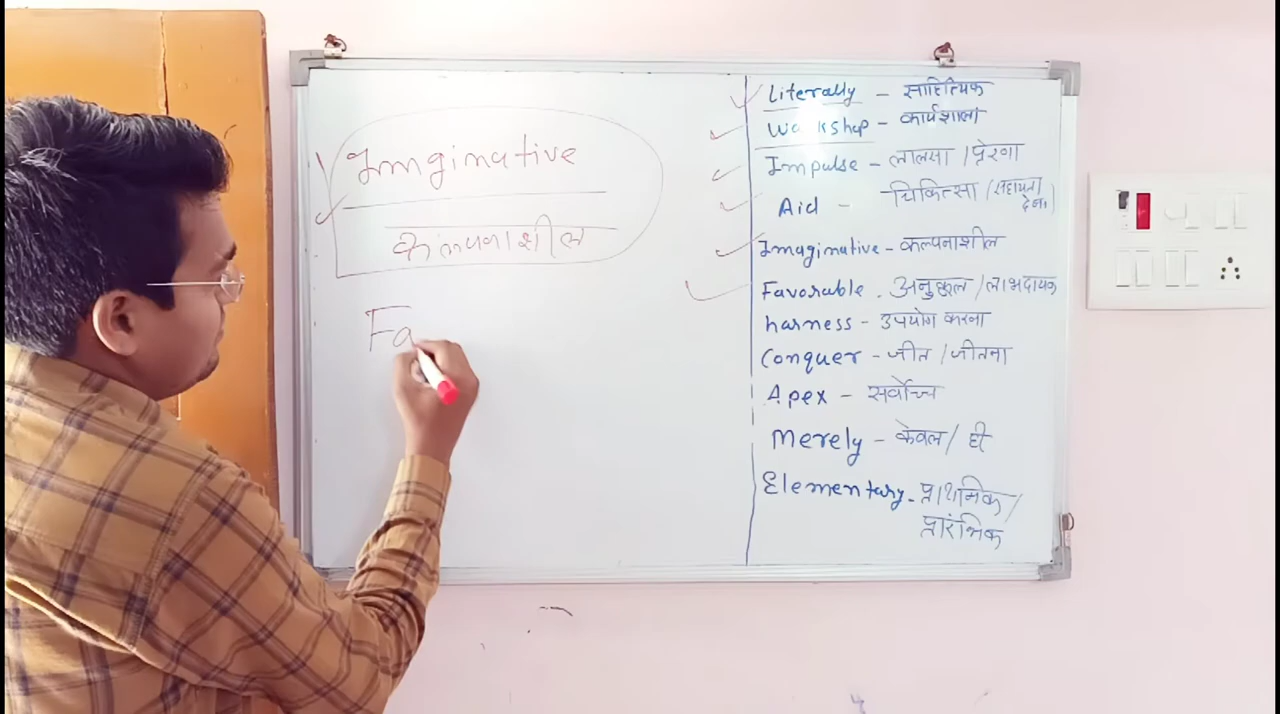 Imginative
कल्पनाशील
Fa
Literally - साहित्यिक
Workshop - कार्यशाला
Impulse - लालसा / प्रेरणा
Aid - चिकित्सा (सहायता
देना)
Imaginative - कल्पनाशील
Favorable - अनुकूल / लाभदायक
harness - उपयोग करना
Conquer - जीत / जीतना
Apex - सर्वोच्च
Merely - केवल / ही
Elementary - प्राथमिक /
प्रारंभिक